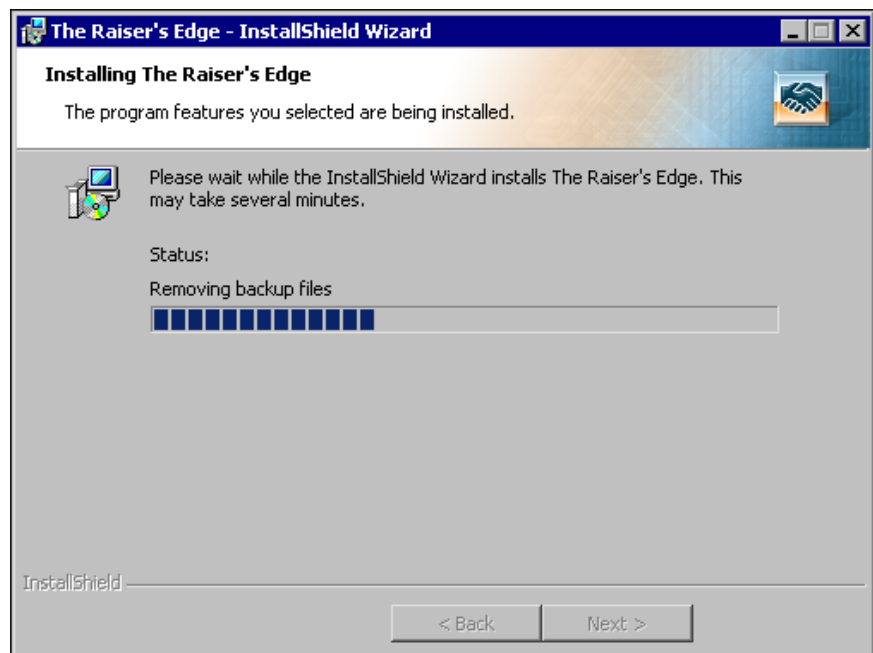 The Raiser's Edge - InstallShield Wizard
Installing The Raiser's Edge
The program features you selected are being installed.
Please wait while the InstallShield Wizard installs The Raiser's Edge. This
may take several minutes.
Status:
Removing backup files
InstallShield
< Back Next >